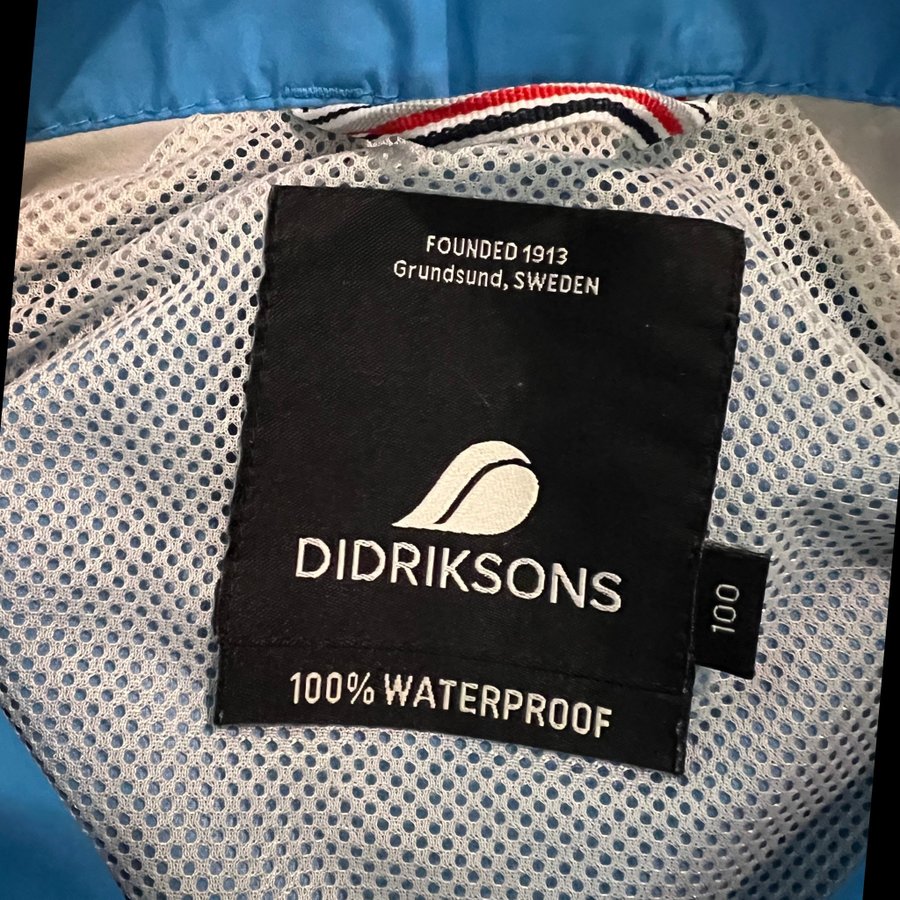 FOUNDED 1913
Grundsund, SWEDEN
DIDRIKSONS
100
100% WATERPROOF